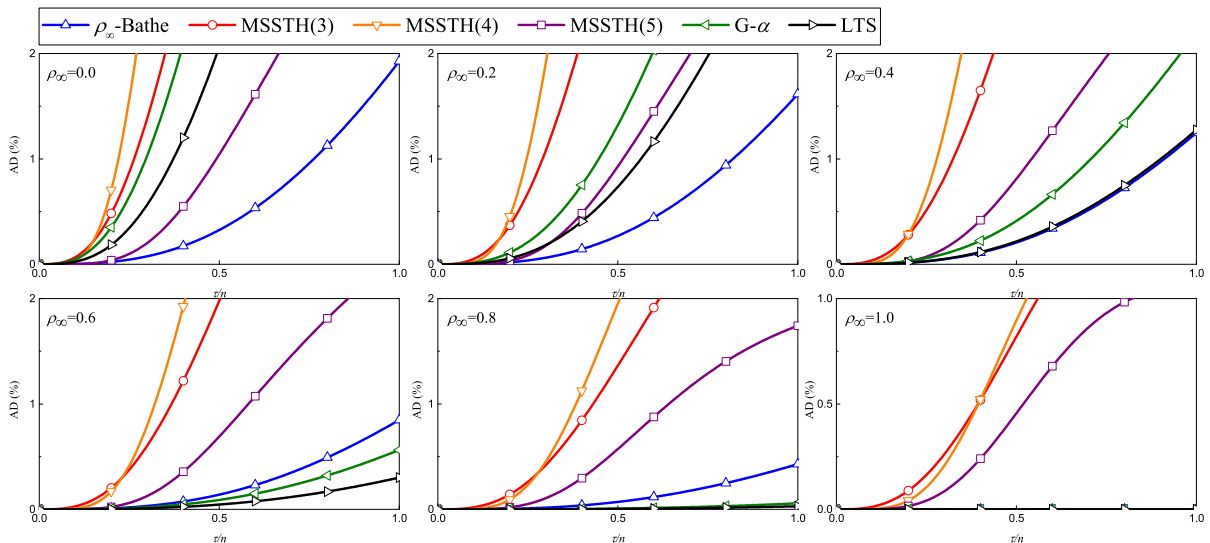 ρ∞-Bathe MSSTH(3) MSSTH(4) MSSTH(5) G-α LTS
ρ∞=0.0 ρ∞=0.2 ρ∞=0.4
AD (%) AD (%) AD (%)
2 2 2
1 1 1
0 0 0
0.0 0.5 1.0 0.0 0.5 1.0 0.0 0.5 1.0
τ/n τ/n τ/n
ρ∞=0.6 ρ∞=0.8 ρ∞=1.0
AD (%) AD (%) AD (%)
2 2 1.0
1 1 0.5
0 0 0.0
0.0 0.5 1.0 0.0 0.5 1.0 0.0 0.5 1.0
τ/n τ/n τ/n